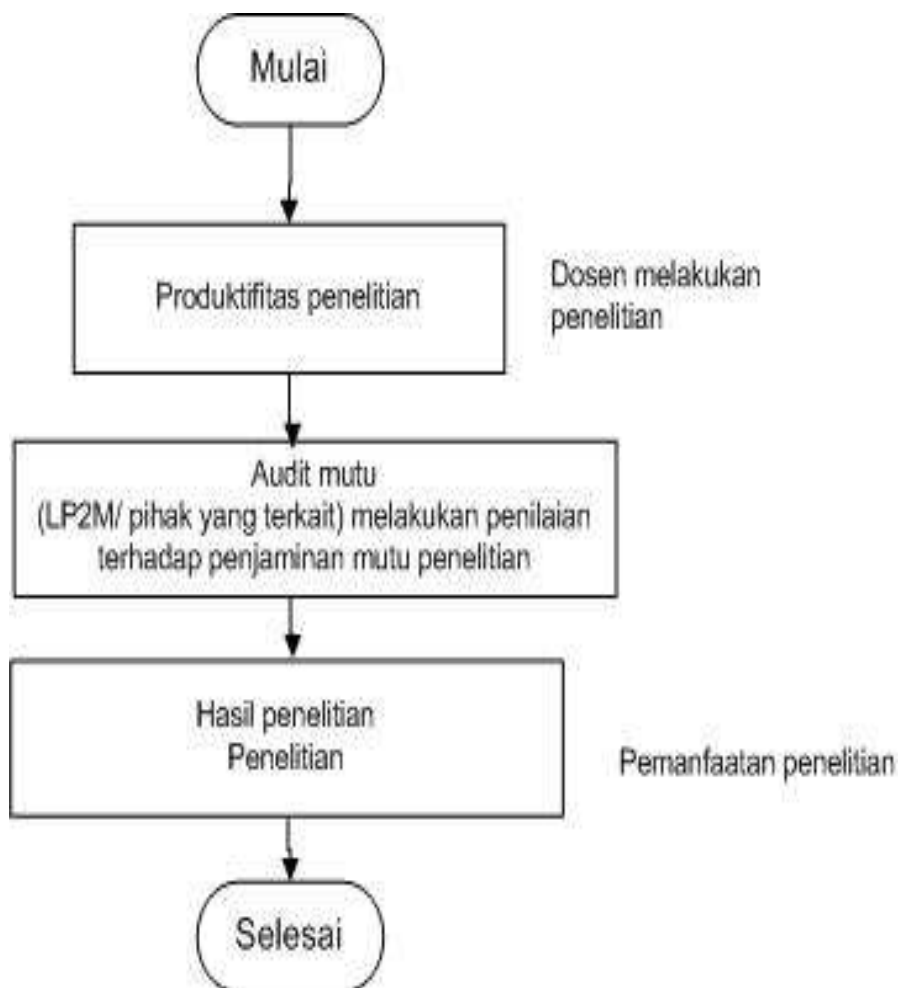 Mulai
Produktifitas penelitian
Dosen melakukan
penelitian
Audit mutu
(LP2M/ pihak yang terkait) melakukan penilaian
terhadap penjaminan mutu penelitian
Hasil penelitian
Penelitian
Pemanfaatan penelitian
Selesai